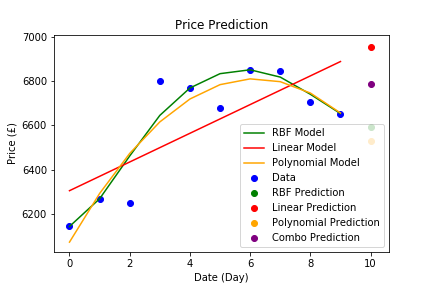 Price Prediction
7000
6800
6600
6400
6200
Price (£)
0
2
4
6
8
10
Date (Day)
RBF Model
Linear Model
Polynomial Model
Data
RBF Prediction
Linear Prediction
Polynomial Prediction
Combo Prediction